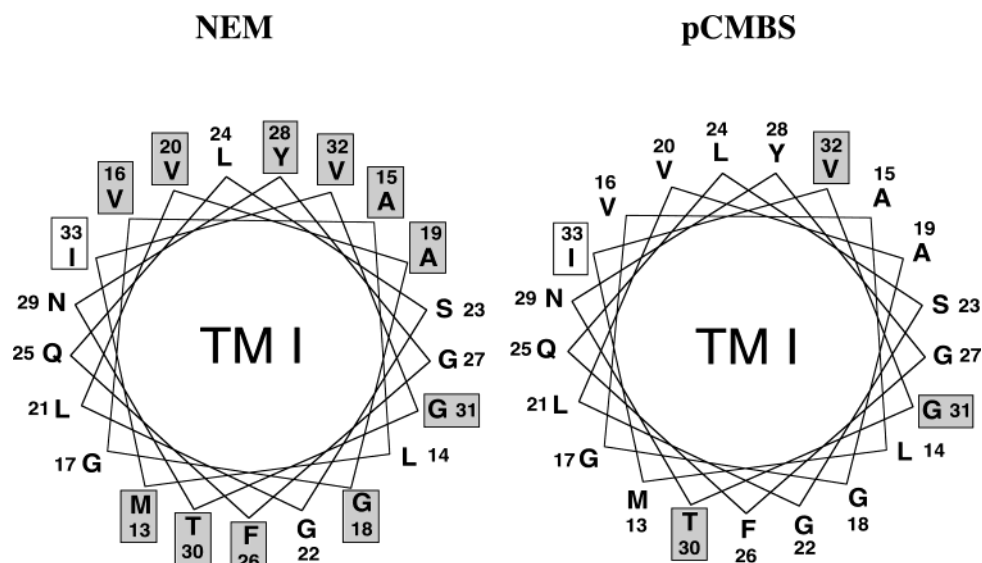 NEM pCMBS
24 L
28 Y
20 V
32 V
16 V
15 A
33 I
19 A
29 N
S 23
25 Q
TM I
G 27
21 L
G 31
17 G
L 14
M 13
G 18
T 30
F 26
G 22
24 L
28 Y
20 V
32 V
16 V
15 A
33 I
19 A
29 N
S 23
25 Q
TM I
G 27
21 L
G 31
17 G
L 14
M 13
G 18
T 30
F 26
G 22